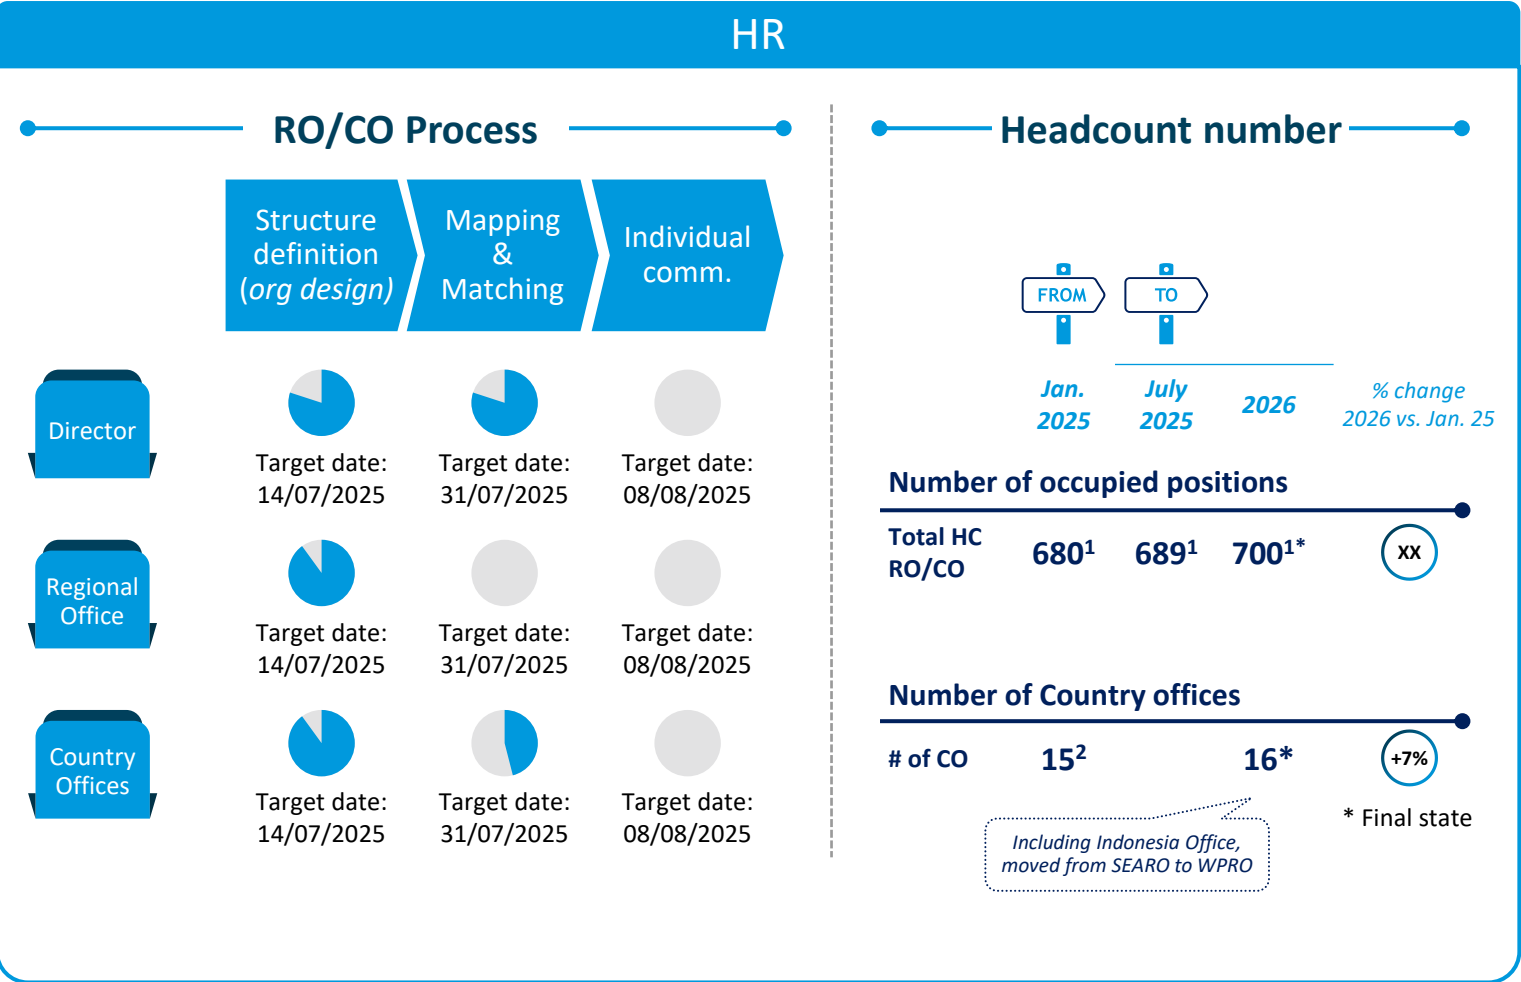 HR
RO/CO Process
Structure
definition
(org design)
Mapping
&
Matching
Individual
comm.
Director
Target date:
14/07/2025
Target date:
31/07/2025
Target date:
08/08/2025
Regional
Office
Target date:
14/07/2025
Target date:
31/07/2025
Target date:
08/08/2025
Country
Offices
Target date:
14/07/2025
Target date:
31/07/2025
Target date:
08/08/2025
Headcount number
FROM
TO
Jan.
2025
July
2025
2026
% change
2026 vs. Jan. 25
Number of occupied positions
Total HC
RO/CO
680¹
689¹
700¹*
XX
Number of Country offices
# of CO
15²
16*
+7%
Including Indonesia Office,
moved from SEARO to WPRO
* Final state